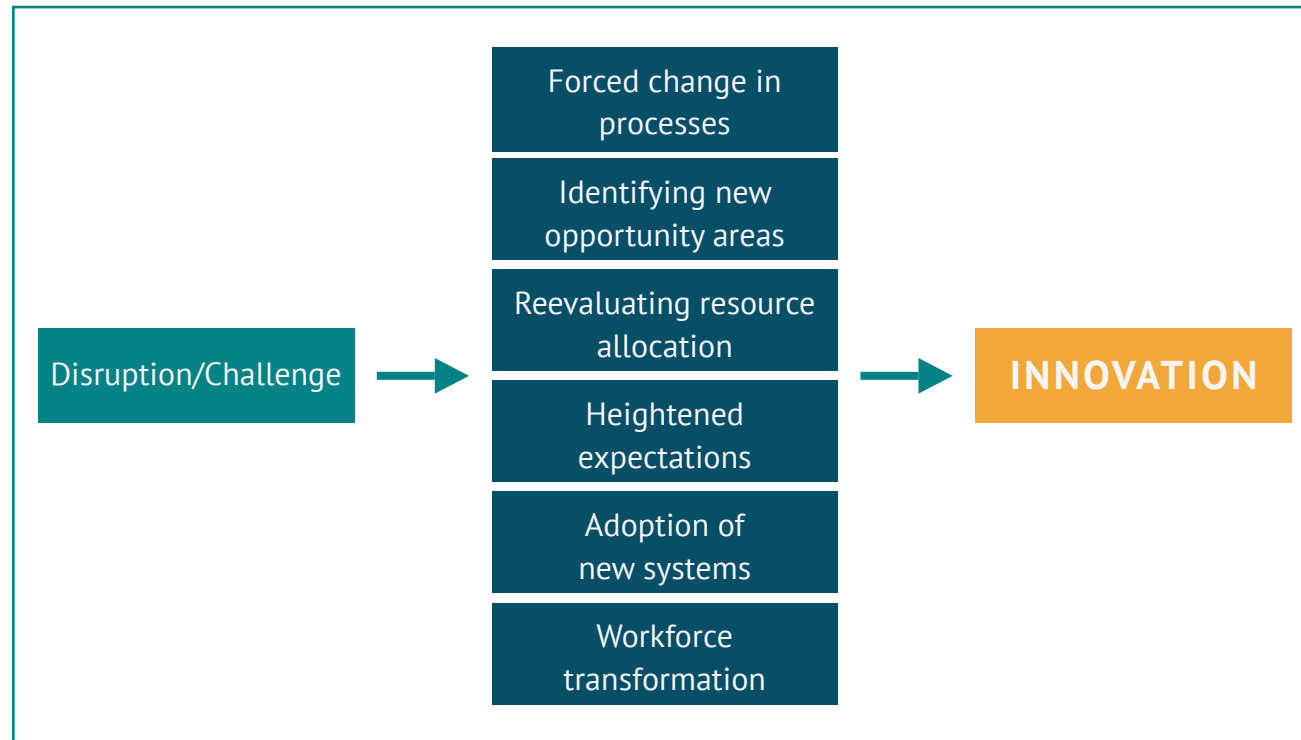 Forced change in
processes
Identifying new
opportunity areas
Reevaluating resource
allocation
Disruption/Challenge
INNOVATION
Heightened
expectations
Adoption of
new systems
Workforce
transformation